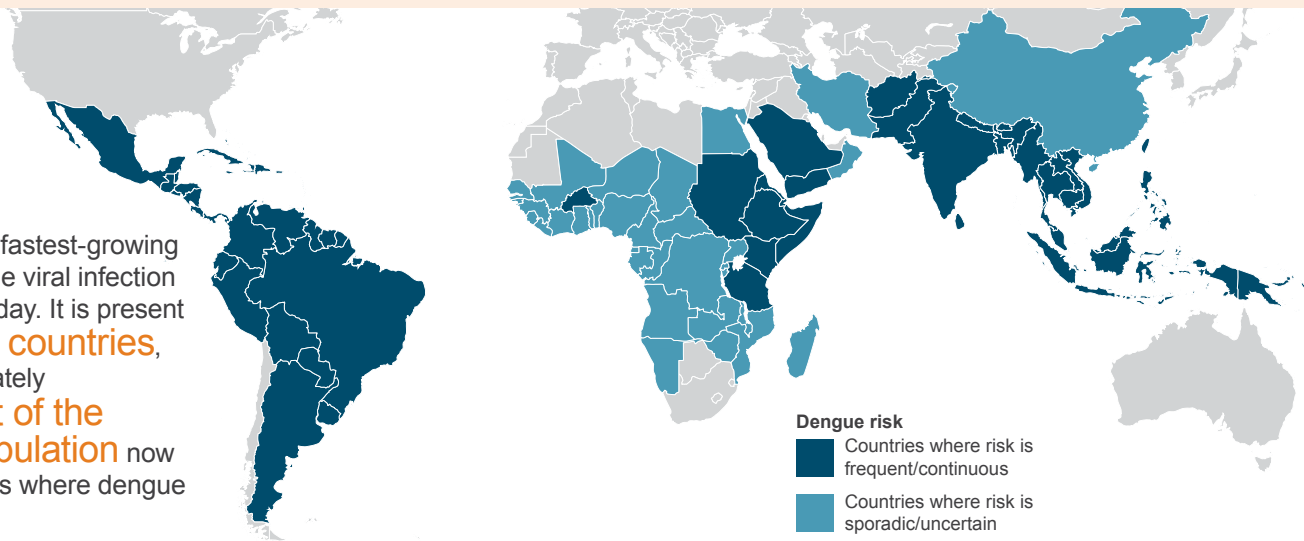 fastest-growing
e viral infection
day. It is present
countries,
ately
t of the
pulation now
s where dengue
Dengue risk
Countries where risk is
frequent/continuous
Countries where risk is
sporadic/uncertain